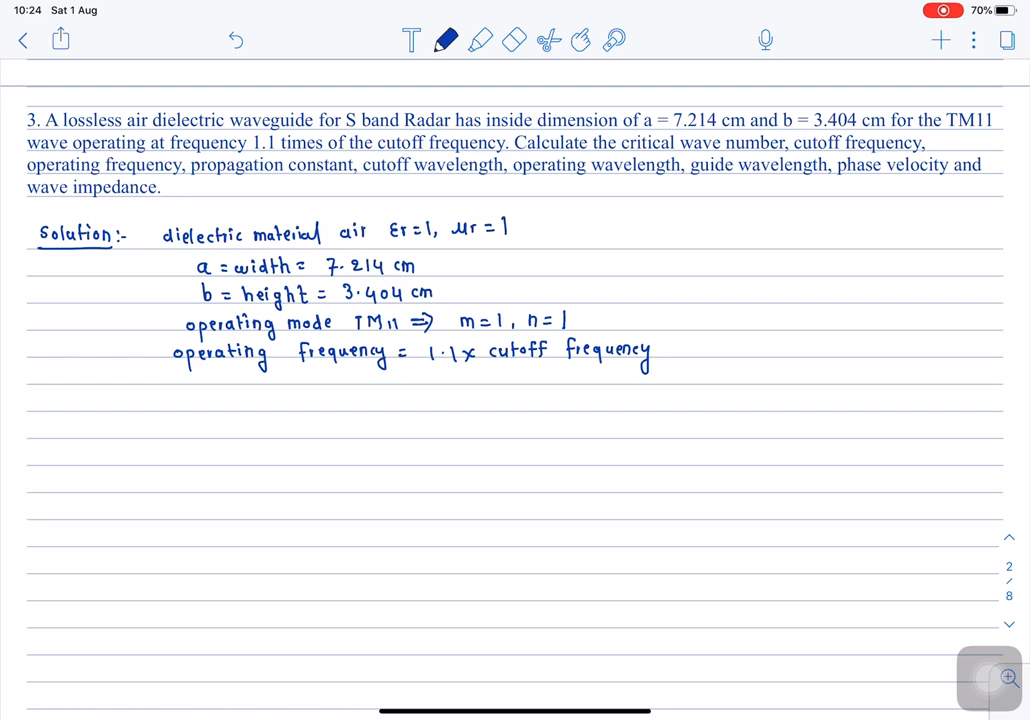 10:24 Sat 1 Aug 70%
T
3. A lossless air dielectric waveguide for S band Radar has inside dimension of a = 7.214 cm and b = 3.404 cm for the TM11
wave operating at frequency 1.1 times of the cutoff frequency. Calculate the critical wave number, cutoff frequency,
operating frequency, propagation constant, cutoff wavelength, operating wavelength, guide wavelength, phase velocity and
wave impedance.
Solution:- dielectric material air εr=1, μr=1
a = width = 7.214 cm
b = height = 3.404 cm
operating mode TM11 ⇒ m=1, n=1
operating frequency = 1.1 × cutoff frequency
2
/
8